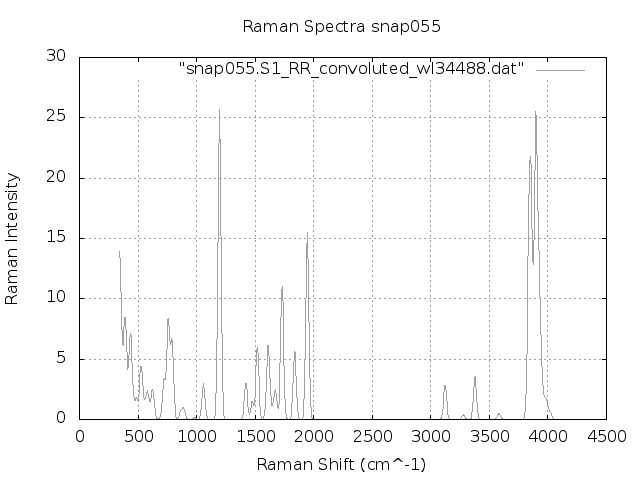 Raman Spectra snap055
"snap055.S1_RR_convoluted_wl34488.dat"
Raman Intensity
30
25
20
15
10
5
0
0 500 1000 1500 2000 2500 3000 3500 4000 4500
Raman Shift (cm^-1)